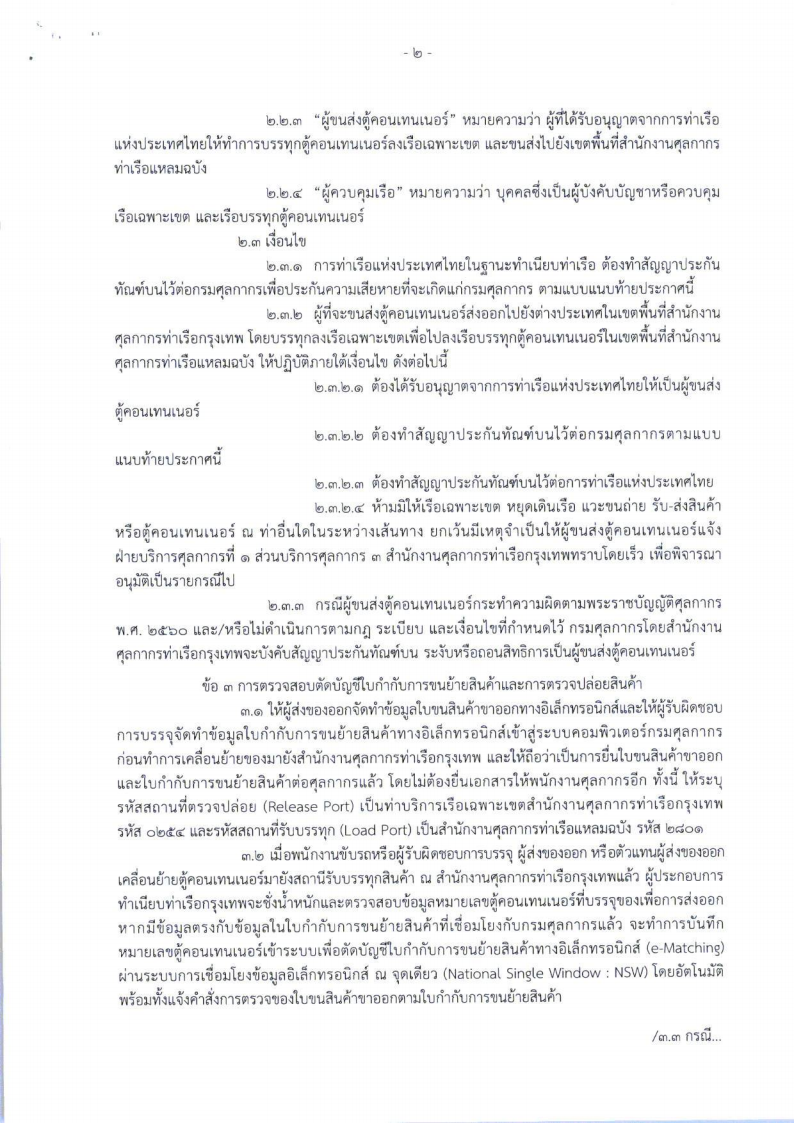 - ๒ -
๒.๒.๓ “ผู้ขนส่งตู้คอนเทนเนอร์” หมายความว่า ผู้ที่ได้รับอนุญาตจากการท่าเรือ
แห่งประเทศไทยให้ทำการบรรทุกตู้คอนเทนเนอร์ลงเรือเฉพาะเขต และขนส่งไปยังเขตพื้นที่สำนักงานศุลกากร
ท่าเรือแหลมฉบัง
๒.๒.๔ “ผู้ควบคุมเรือ” หมายความว่า บุคคลซึ่งเป็นผู้บังคับบัญชาหรือควบคุม
เรือเฉพาะเขต และเรือบรรทุกตู้คอนเทนเนอร์
๒.๓ เงื่อนไข
๒.๓.๑ การท่าเรือแห่งประเทศไทยในฐานะทำเนียบท่าเรือ ต้องทำสัญญาประกัน
ทัณฑ์บนไว้ต่อกรมศุลกากรเพื่อประกันความเสียหายที่จะเกิดแก่กรมศุลกากร ตามแบบแนบท้ายประกาศนี้
๒.๓.๒ ผู้ที่จะขนส่งตู้คอนเทนเนอร์ส่งออกไปยังต่างประเทศในเขตพื้นที่สำนักงาน
ศุลกากรท่าเรือกรุงเทพ โดยบรรทุกลงเรือเฉพาะเขตเพื่อไปลงเรือบรรทุกตู้คอนเทนเนอร์ในเขตพื้นที่สำนักงาน
ศุลกากรท่าเรือแหลมฉบัง ให้ปฏิบัติภายใต้เงื่อนไข ดังต่อไปนี้
๒.๓.๒.๑ ต้องได้รับอนุญาตจากการท่าเรือแห่งประเทศไทยให้เป็นผู้ขนส่ง
ตู้คอนเทนเนอร์
๒.๓.๒.๒ ต้องทำสัญญาประกันทัณฑ์บนไว้ต่อกรมศุลกากรตามแบบ
แนบท้ายประกาศนี้
๒.๓.๒.๓ ต้องทำสัญญาประกันทัณฑ์บนไว้ต่อการท่าเรือแห่งประเทศไทย
๒.๓.๒.๔ ห้ามมิให้เรือเฉพาะเขต หยุดเดินเรือ แวะขนถ่าย รับ-ส่งสินค้า
หรือตู้คอนเทนเนอร์ ณ ท่าอื่นใดในระหว่างเส้นทาง ยกเว้นมีเหตุจำเป็นให้ผู้ขนส่งตู้คอนเทนเนอร์แจ้ง
ฝ่ายบริการศุลกากรที่ ๑ ส่วนบริการศุลกากร ๓ สำนักงานศุลกากรท่าเรือกรุงเทพทราบโดยเร็ว เพื่อพิจารณา
อนุมัติเป็นรายกรณีไป
๒.๓.๓ กรณีผู้ขนส่งตู้คอนเทนเนอร์กระทำความผิดตามพระราชบัญญัติศุลกากร
พ.ศ. ๒๕๖๐ และ/หรือไม่ดำเนินการตามกฎ ระเบียบ และเงื่อนไขที่กำหนดไว้ กรมศุลกากรโดยสำนักงาน
ศุลกากรท่าเรือกรุงเทพจะบังคับสัญญาประกันทัณฑ์บน ระงับหรือถอนสิทธิการเป็นผู้ขนส่งตู้คอนเทนเนอร์
ข้อ ๓ การตรวจสอบตัดบัญชีใบกำกับการขนย้ายสินค้าและการตรวจปล่อยสินค้า
๓.๑ ให้ผู้ส่งของออกจัดทำข้อมูลใบขนสินค้าขาออกทางอิเล็กทรอนิกส์และให้ผู้รับผิดชอบ
การบรรจุจัดทำข้อมูลใบกำกับการขนย้ายสินค้าทางอิเล็กทรอนิกส์เข้าสู่ระบบคอมพิวเตอร์กรมศุลกากร
ก่อนทำการเคลื่อนย้ายของมายังสำนักงานศุลกากรท่าเรือกรุงเทพ และให้ถือว่าเป็นการยื่นใบขนสินค้าขาออก
และใบกำกับการขนย้ายสินค้าต่อศุลกากรแล้ว โดยไม่ต้องยื่นเอกสารให้พนักงานศุลกากรอีก ทั้งนี้ ให้ระบุ
รหัสสถานที่ตรวจปล่อย (Release Port) เป็นท่าบริการเรือเฉพาะเขตสำนักงานศุลกากรท่าเรือกรุงเทพ
รหัส ๐๒๕๔ และรหัสสถานที่รับบรรทุก (Load Port) เป็นสำนักงานศุลกากรท่าเรือแหลมฉบัง รหัส ๒๘๐๑
๓.๒ เมื่อพนักงานขับรถหรือผู้รับผิดชอบการบรรจุ ผู้ส่งของออก หรือตัวแทนผู้ส่งของออก
เคลื่อนย้ายตู้คอนเทนเนอร์มายังสถานีรับบรรทุกสินค้า ณ สำนักงานศุลกากรท่าเรือกรุงเทพแล้ว ผู้ประกอบการ
ทำเนียบท่าเรือกรุงเทพจะชั่งน้ำหนักและตรวจสอบข้อมูลหมายเลขตู้คอนเทนเนอร์ที่บรรจุของเพื่อการส่งออก
หากมีข้อมูลตรงกับข้อมูลในใบกำกับการขนย้ายสินค้าที่เชื่อมโยงกับกรมศุลกากรแล้ว จะทำการบันทึก
หมายเลขตู้คอนเทนเนอร์เข้าระบบเพื่อตัดบัญชีใบกำกับการขนย้ายสินค้าทางอิเล็กทรอนิกส์ (e-Matching)
ผ่านระบบการเชื่อมโยงข้อมูลอิเล็กทรอนิกส์ ณ จุดเดียว (National Single Window : NSW) โดยอัตโนมัติ
พร้อมทั้งแจ้งคำสั่งการตรวจของใบขนสินค้าขาออกตามใบกำกับการขนย้ายสินค้า
/๓.๓ กรณี...